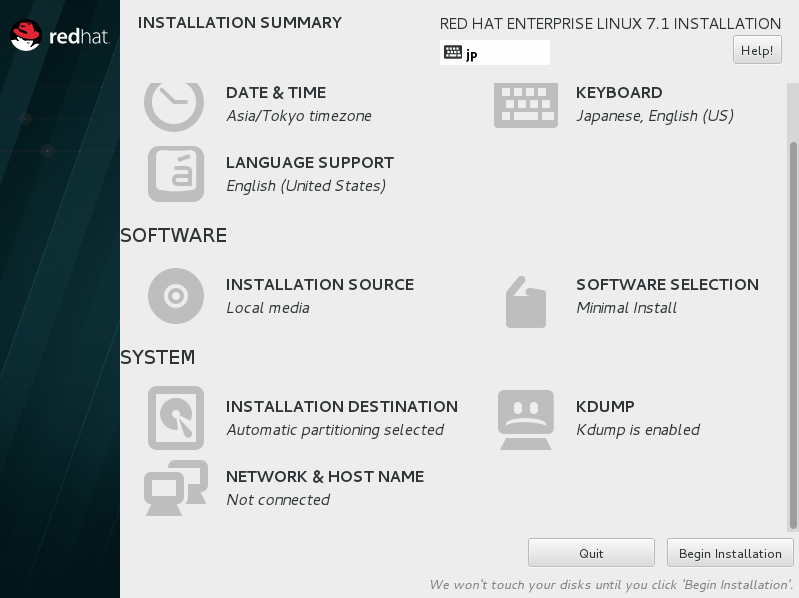 redhat.
INSTALLATION SUMMARY
RED HAT ENTERPRISE LINUX 7.1 INSTALLATION
jp
Help!
DATE & TIME
Asia/Tokyo timezone
KEYBOARD
Japanese, English (US)
LANGUAGE SUPPORT
English (United States)
SOFTWARE
INSTALLATION SOURCE
Local media
SOFTWARE SELECTION
Minimal Install
SYSTEM
INSTALLATION DESTINATION
Automatic partitioning selected
KDUMP
Kdump is enabled
NETWORK & HOST NAME
Not connected
Quit
Begin Installation
We won't touch your disks until you click 'Begin Installation'.